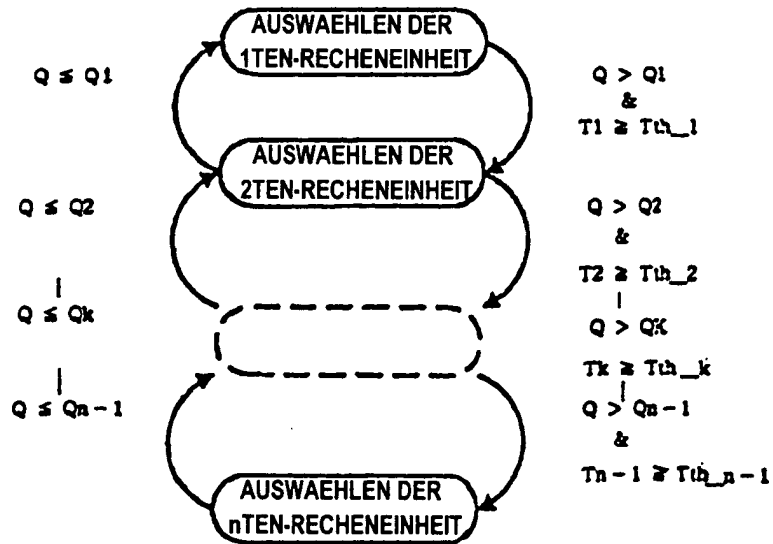 AUSWAEHLEN DER
1TEN-RECHENEINHEIT
Q ≤ Q1
Q > Q1
&
T1 ≥ Tth_1
AUSWAEHLEN DER
2TEN-RECHENEINHEIT
Q ≤ Q2
Q > Q2
&
T2 ≥ Tth_2
Q ≤ Qk
Q > QK
Tk ≥ Tth_k
Q ≤ Qn-1
Q > Qn-1
&
Tn-1 ≥ Tth_n-1
AUSWAEHLEN DER
nTEN-RECHENEINHEIT